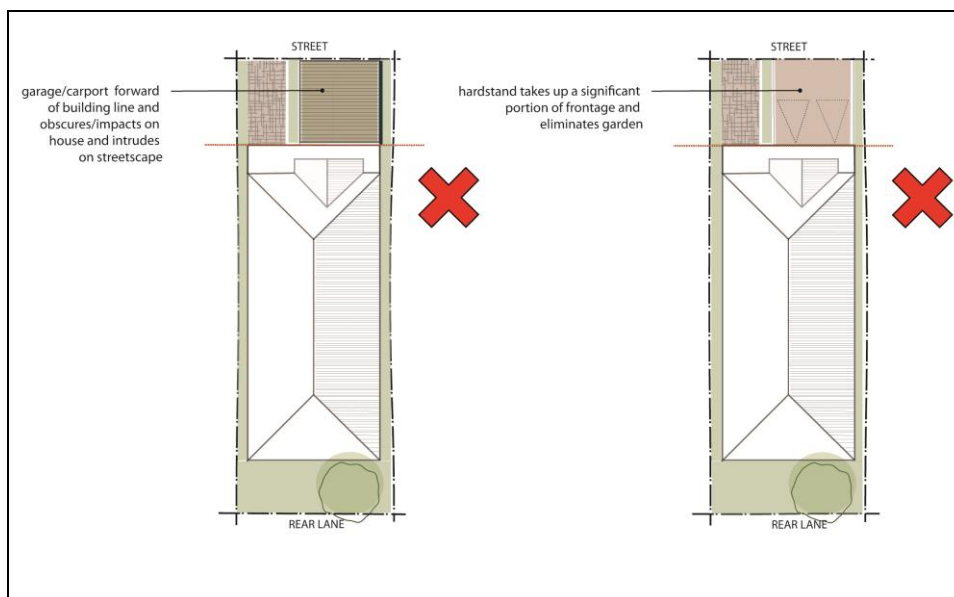 STREET
garage/carport forward
of building line and
obscures/impacts on
house and intrudes
on streetscape
REAR LANE
STREET
hardstand takes up a significant
portion of frontage and
eliminates garden
REAR LANE